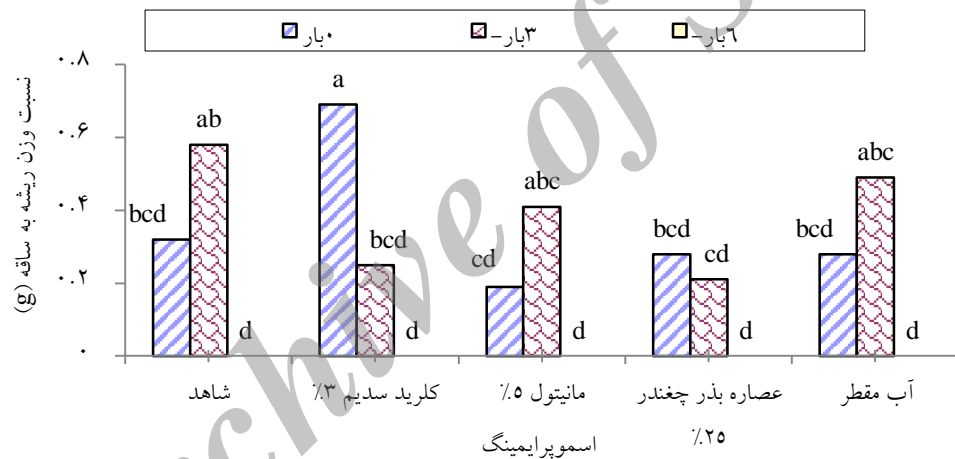 ۰بار -۳بار -۶بار
نسبت وزن ریشه به ساقه (g)
۰.۸
۰.۶
۰.۴
۰.۲
۰
bcd ab d
a bcd d
cd abc d
bcd cd d
bcd abc d
شاهد کلرید سدیم ۳٪ مانیتول ۵٪ عصاره بذر چغندر آب مقطر
۲۵٪
اسموپرایمینگ
chive of S